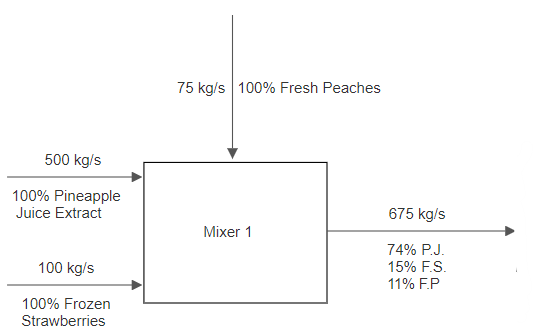 75 kg/s
100% Fresh Peaches
500 kg/s
100% Pineapple
Juice Extract
Mixer 1
100 kg/s
100% Frozen
Strawberries
675 kg/s
74% P.J.
15% F.S.
11% F.P